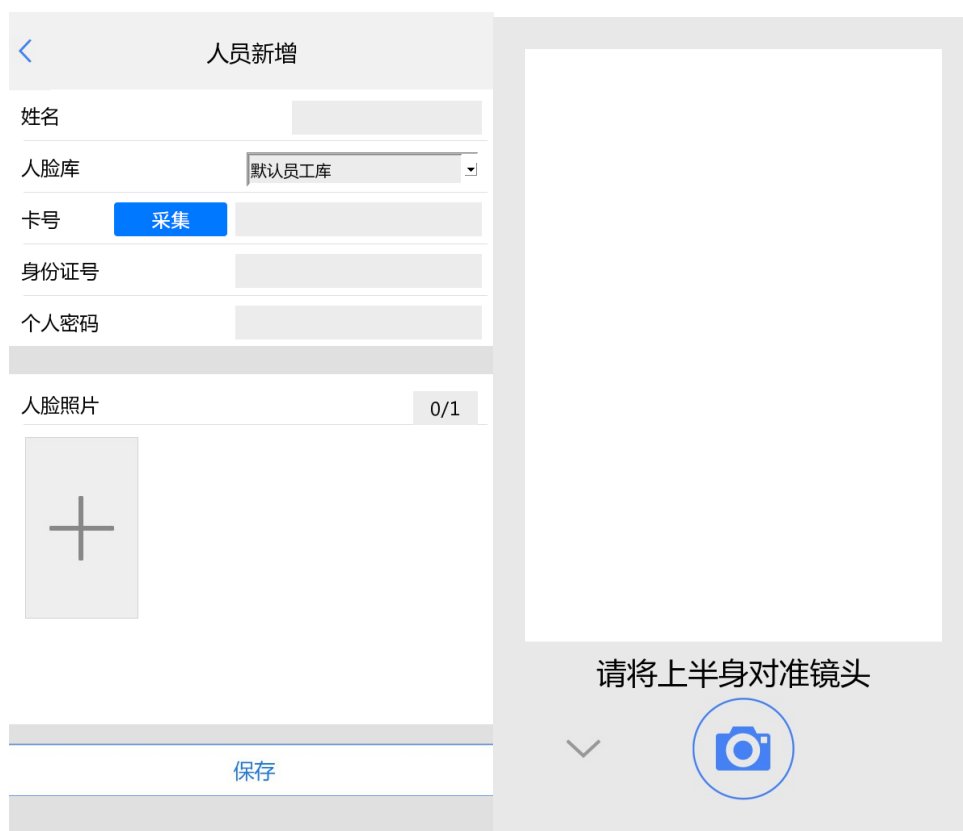 人员新增
姓名
人脸库 默认员工库
卡号 采集
身份证号
个人密码
人脸照片 0/1
保存
请将上半身对准镜头